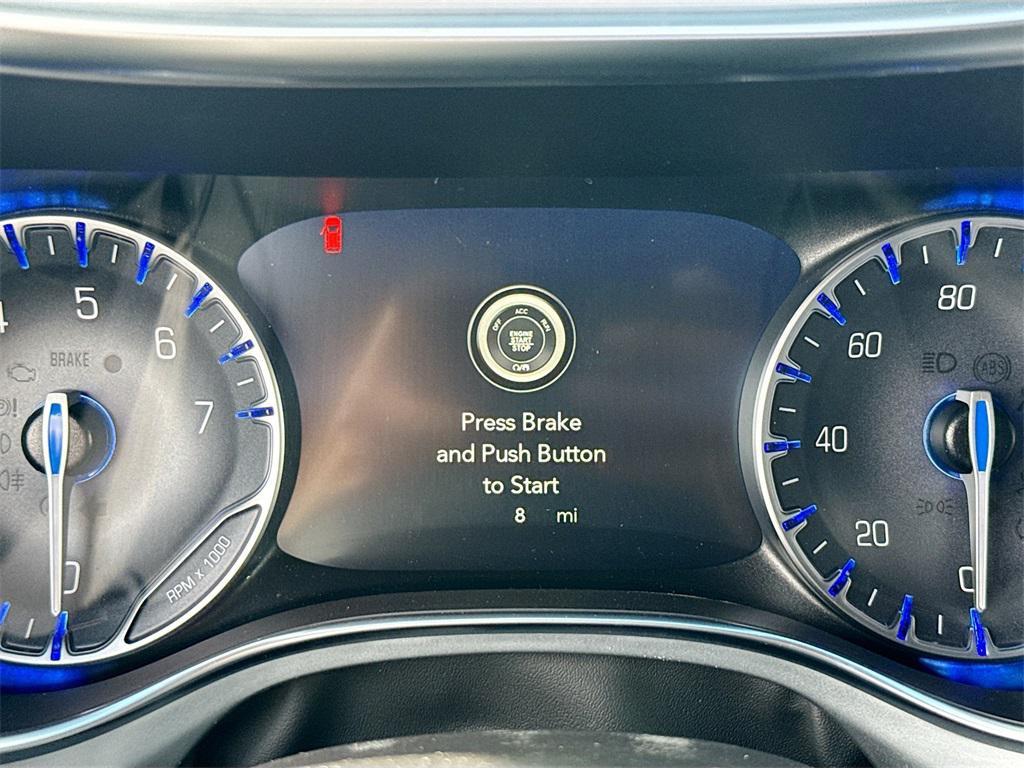 5
6
7
BRAKE
0
RPM x 1000
OFF ACC RUN
ENGINE
START
STOP
Press Brake
and Push Button
to Start
8 mi
80
60
40
20
0
ABS